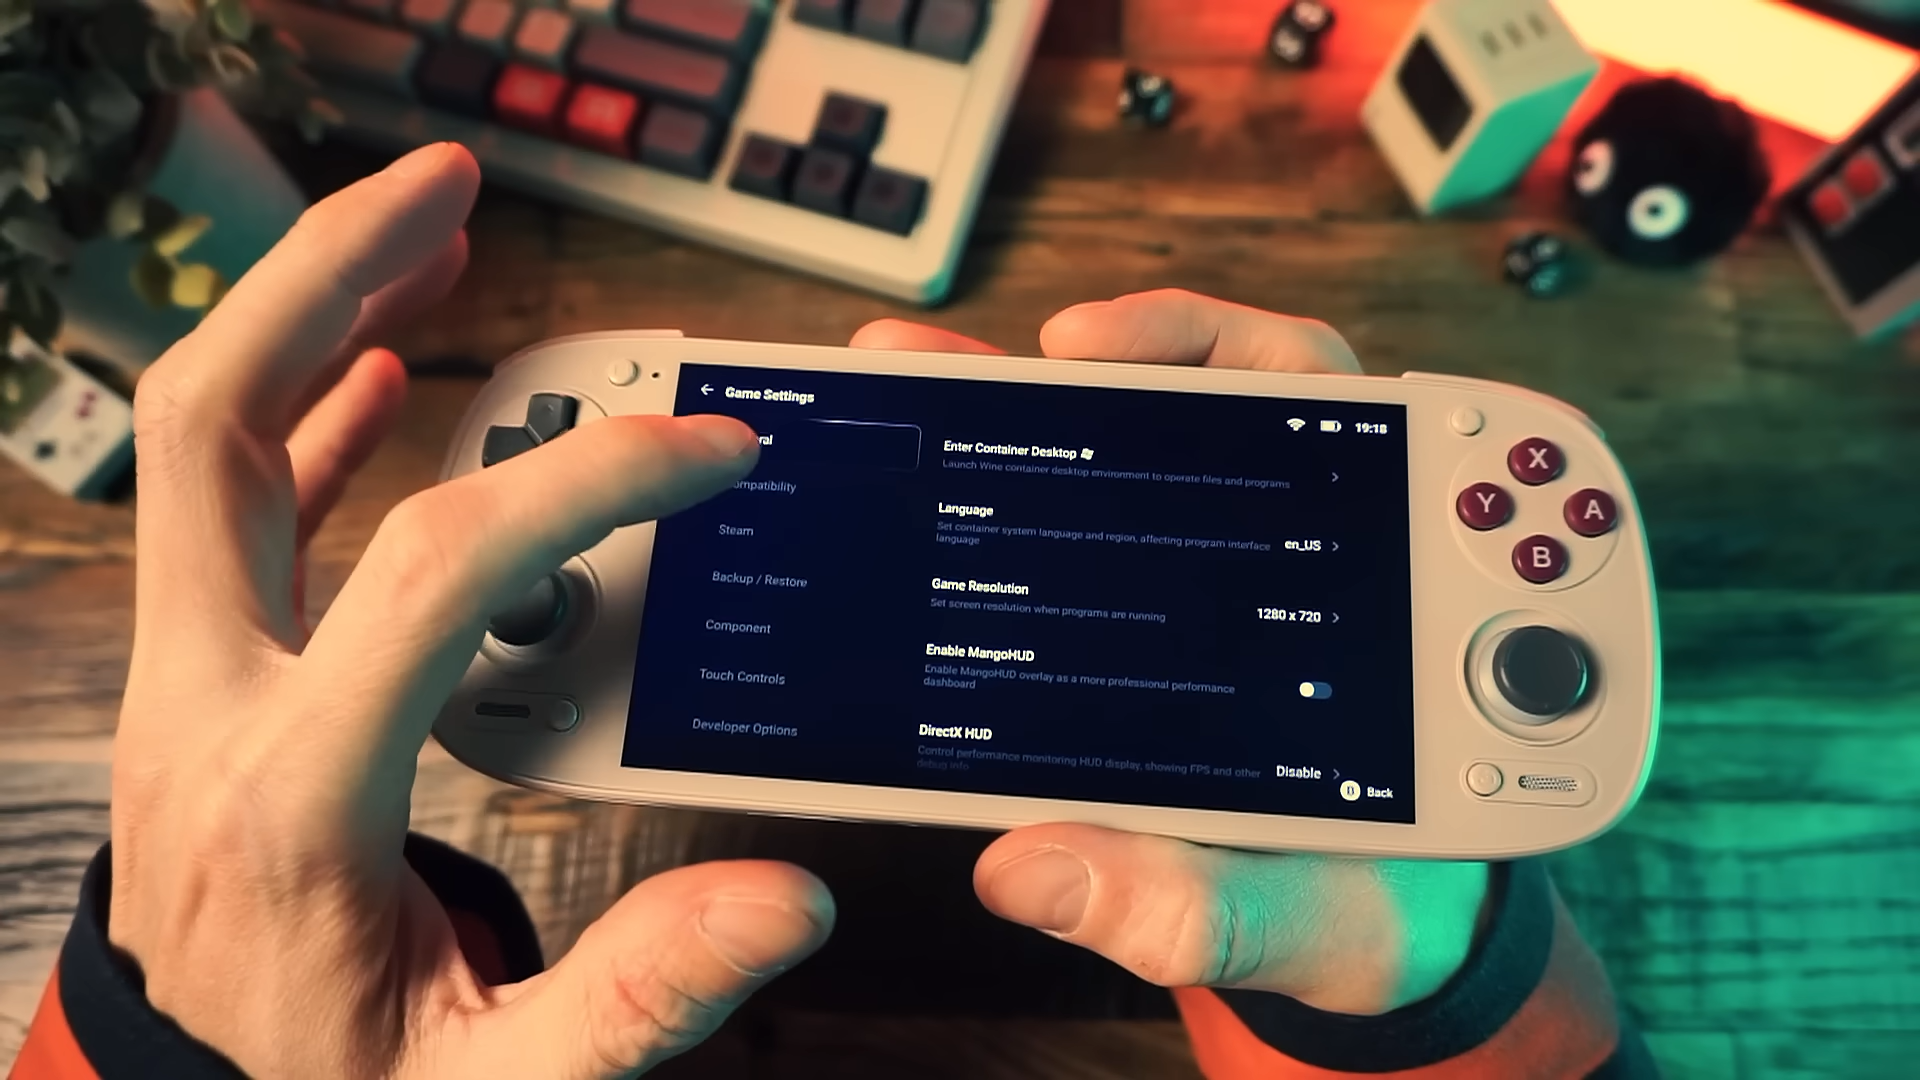 Game Settings
19:18
ral
ompatibility
Steam
Backup / Restore
Component
Touch Controls
Developer Options
Enter Container Desktop
Launch Wine container desktop environment to operate files and programs
Language
Set container system language and region, affecting program interface
language
en_US
Game Resolution
Set screen resolution when programs are running
1280 x 720
Enable MangoHUD
Enable MangoHUD overlay as a more professional performance
dashboard
DirectX HUD
Control performance monitoring HUD display, showing FPS and other
debug info
Disable
B Back
X
Y
A
B